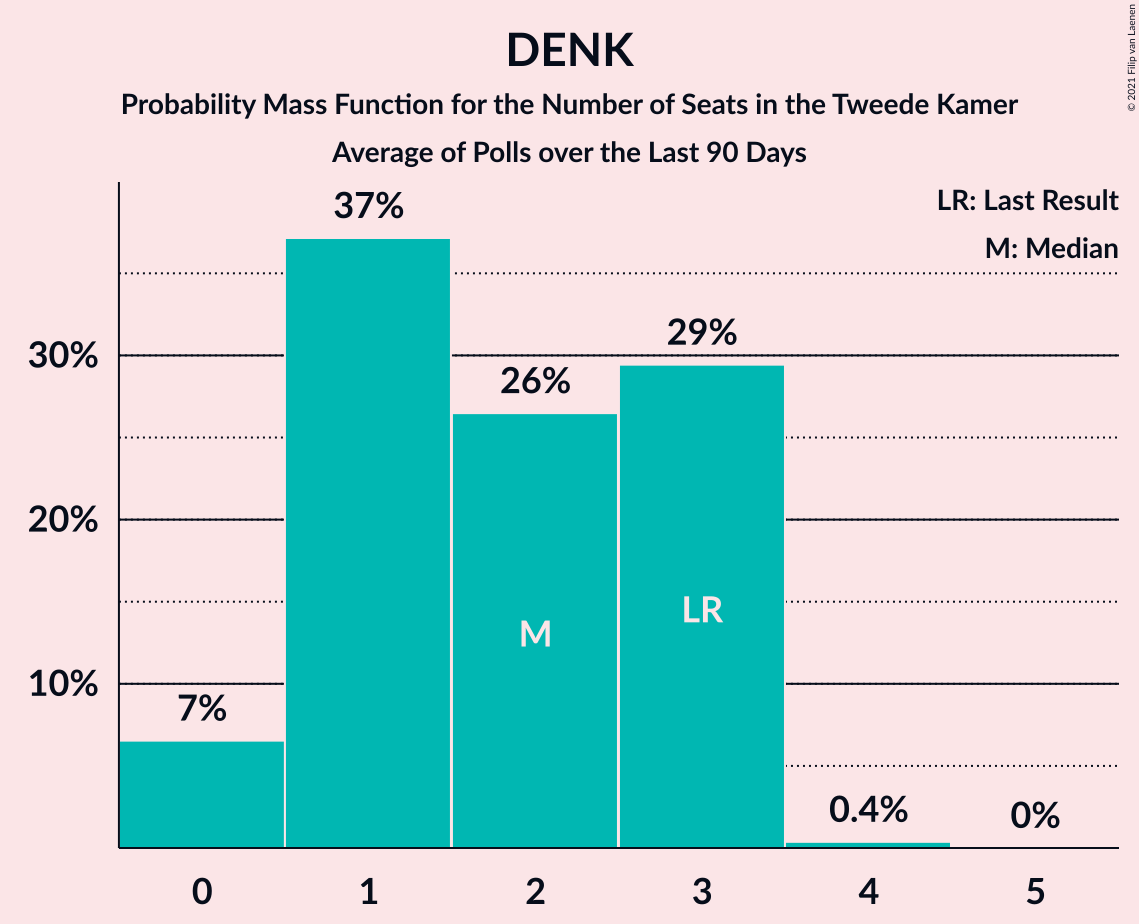 DENK
Probability Mass Function for the Number of Seats in the Tweede Kamer
Average of Polls over the Last 90 Days
© 2021 Filip van Laenen
LR: Last Result
M: Median
37%
29%
26%
7%
0.4%
0%
30%
20%
10%
M
LR
0 1 2 3 4 5